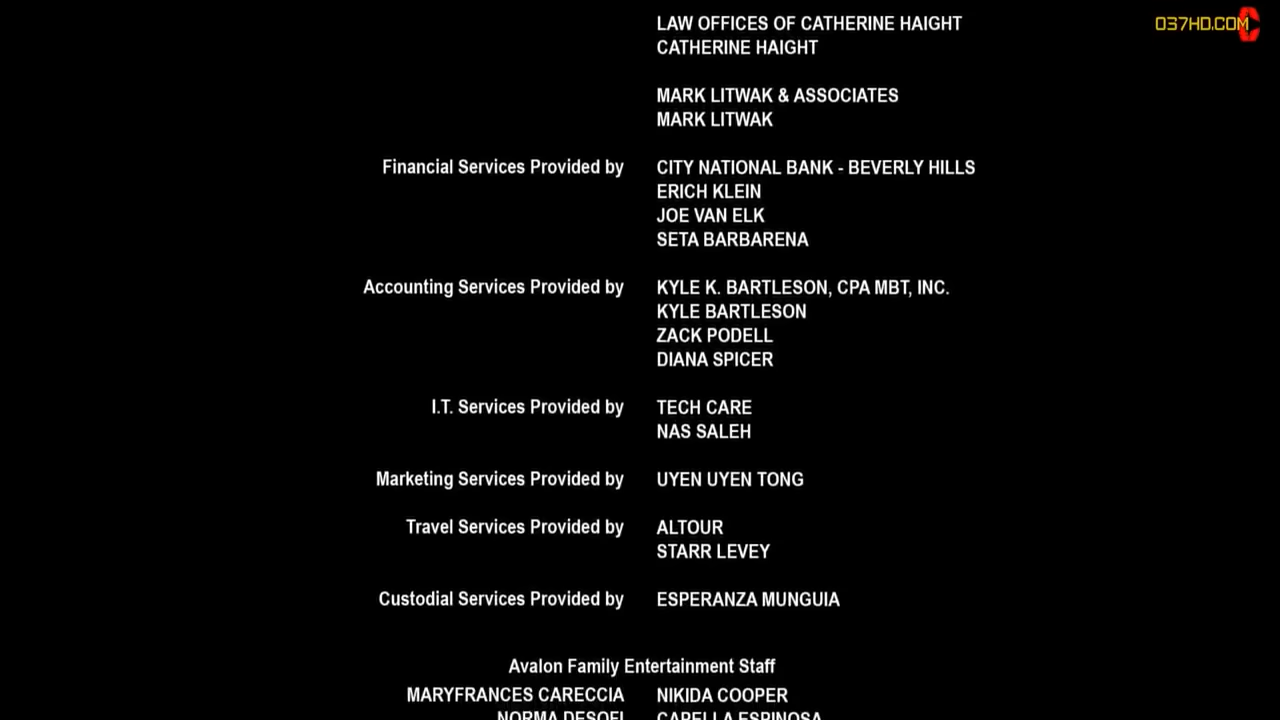 LAW OFFICES OF CATHERINE HAIGHT
037HD.COM
CATHERINE HAIGHT
MARK LITWAK & ASSOCIATES
MARK LITWAK
Financial Services Provided by CITY NATIONAL BANK - BEVERLY HILLS
ERICH KLEIN
JOE VAN ELK
SETA BARBARENA
Accounting Services Provided by KYLE K. BARTLESON, CPA MBT, INC.
KYLE BARTLESON
ZACK PODELL
DIANA SPICER
I.T. Services Provided by TECH CARE
NAS SALEH
Marketing Services Provided by UYEN UYEN TONG
Travel Services Provided by ALTOUR
STARR LEVEY
Custodial Services Provided by ESPERANZA MUNGUIA
Avalon Family Entertainment Staff
MARYFRANCES CARECCIA NIKIDA COOPER
NORMA CAPELLA ESPINOSA